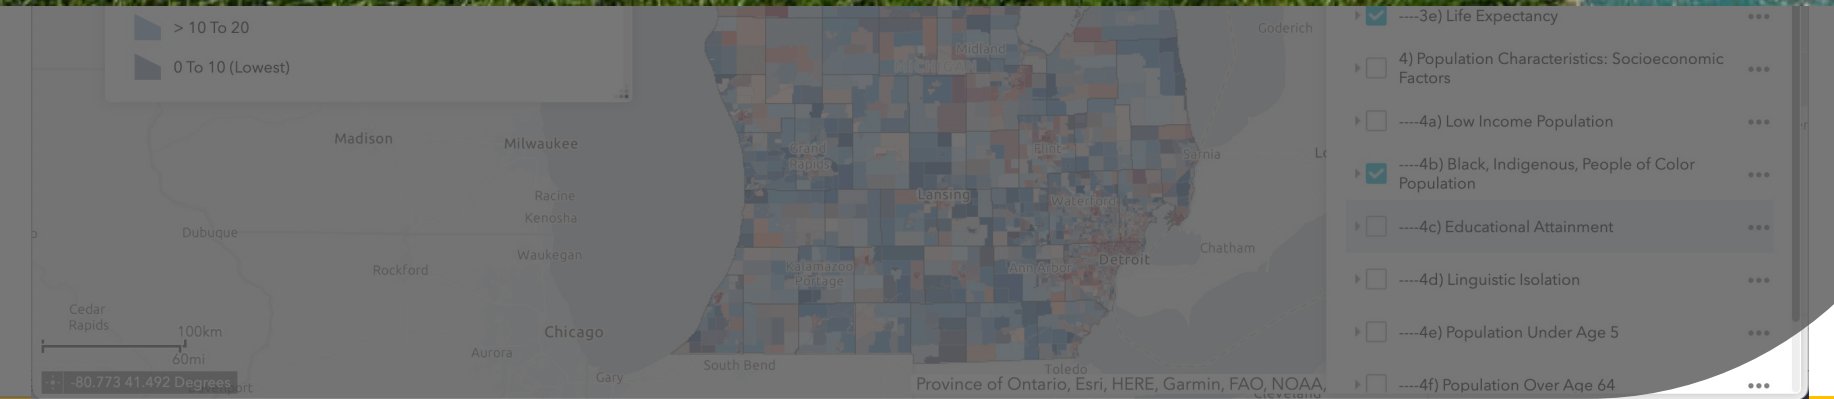 > 10 To 20
0 To 10 (Lowest)
Midland
MICHIGAN
Goderich
Madison
Milwaukee
Grand
Rapids
Flint
Sarnia
Racine
Kenosha
Lansing
Waterford
Dubuque
Waukegan
Rockford
Kalamazoo
Portage
Ann Arbor
Detroit
Chatham
Cedar
Rapids
100km
60mi
Chicago
Aurora
South Bend
Gary
Toledo
Cleveland
-80.773 41.492 Degrees
Province of Ontario, Esri, HERE, Garmin, FAO, NOAA,
----3e) Life Expectancy
4) Population Characteristics: Socioeconomic
Factors
----4a) Low Income Population
----4b) Black, Indigenous, People of Color
Population
----4c) Educational Attainment
----4d) Linguistic Isolation
----4e) Population Under Age 5
----4f) Population Over Age 64